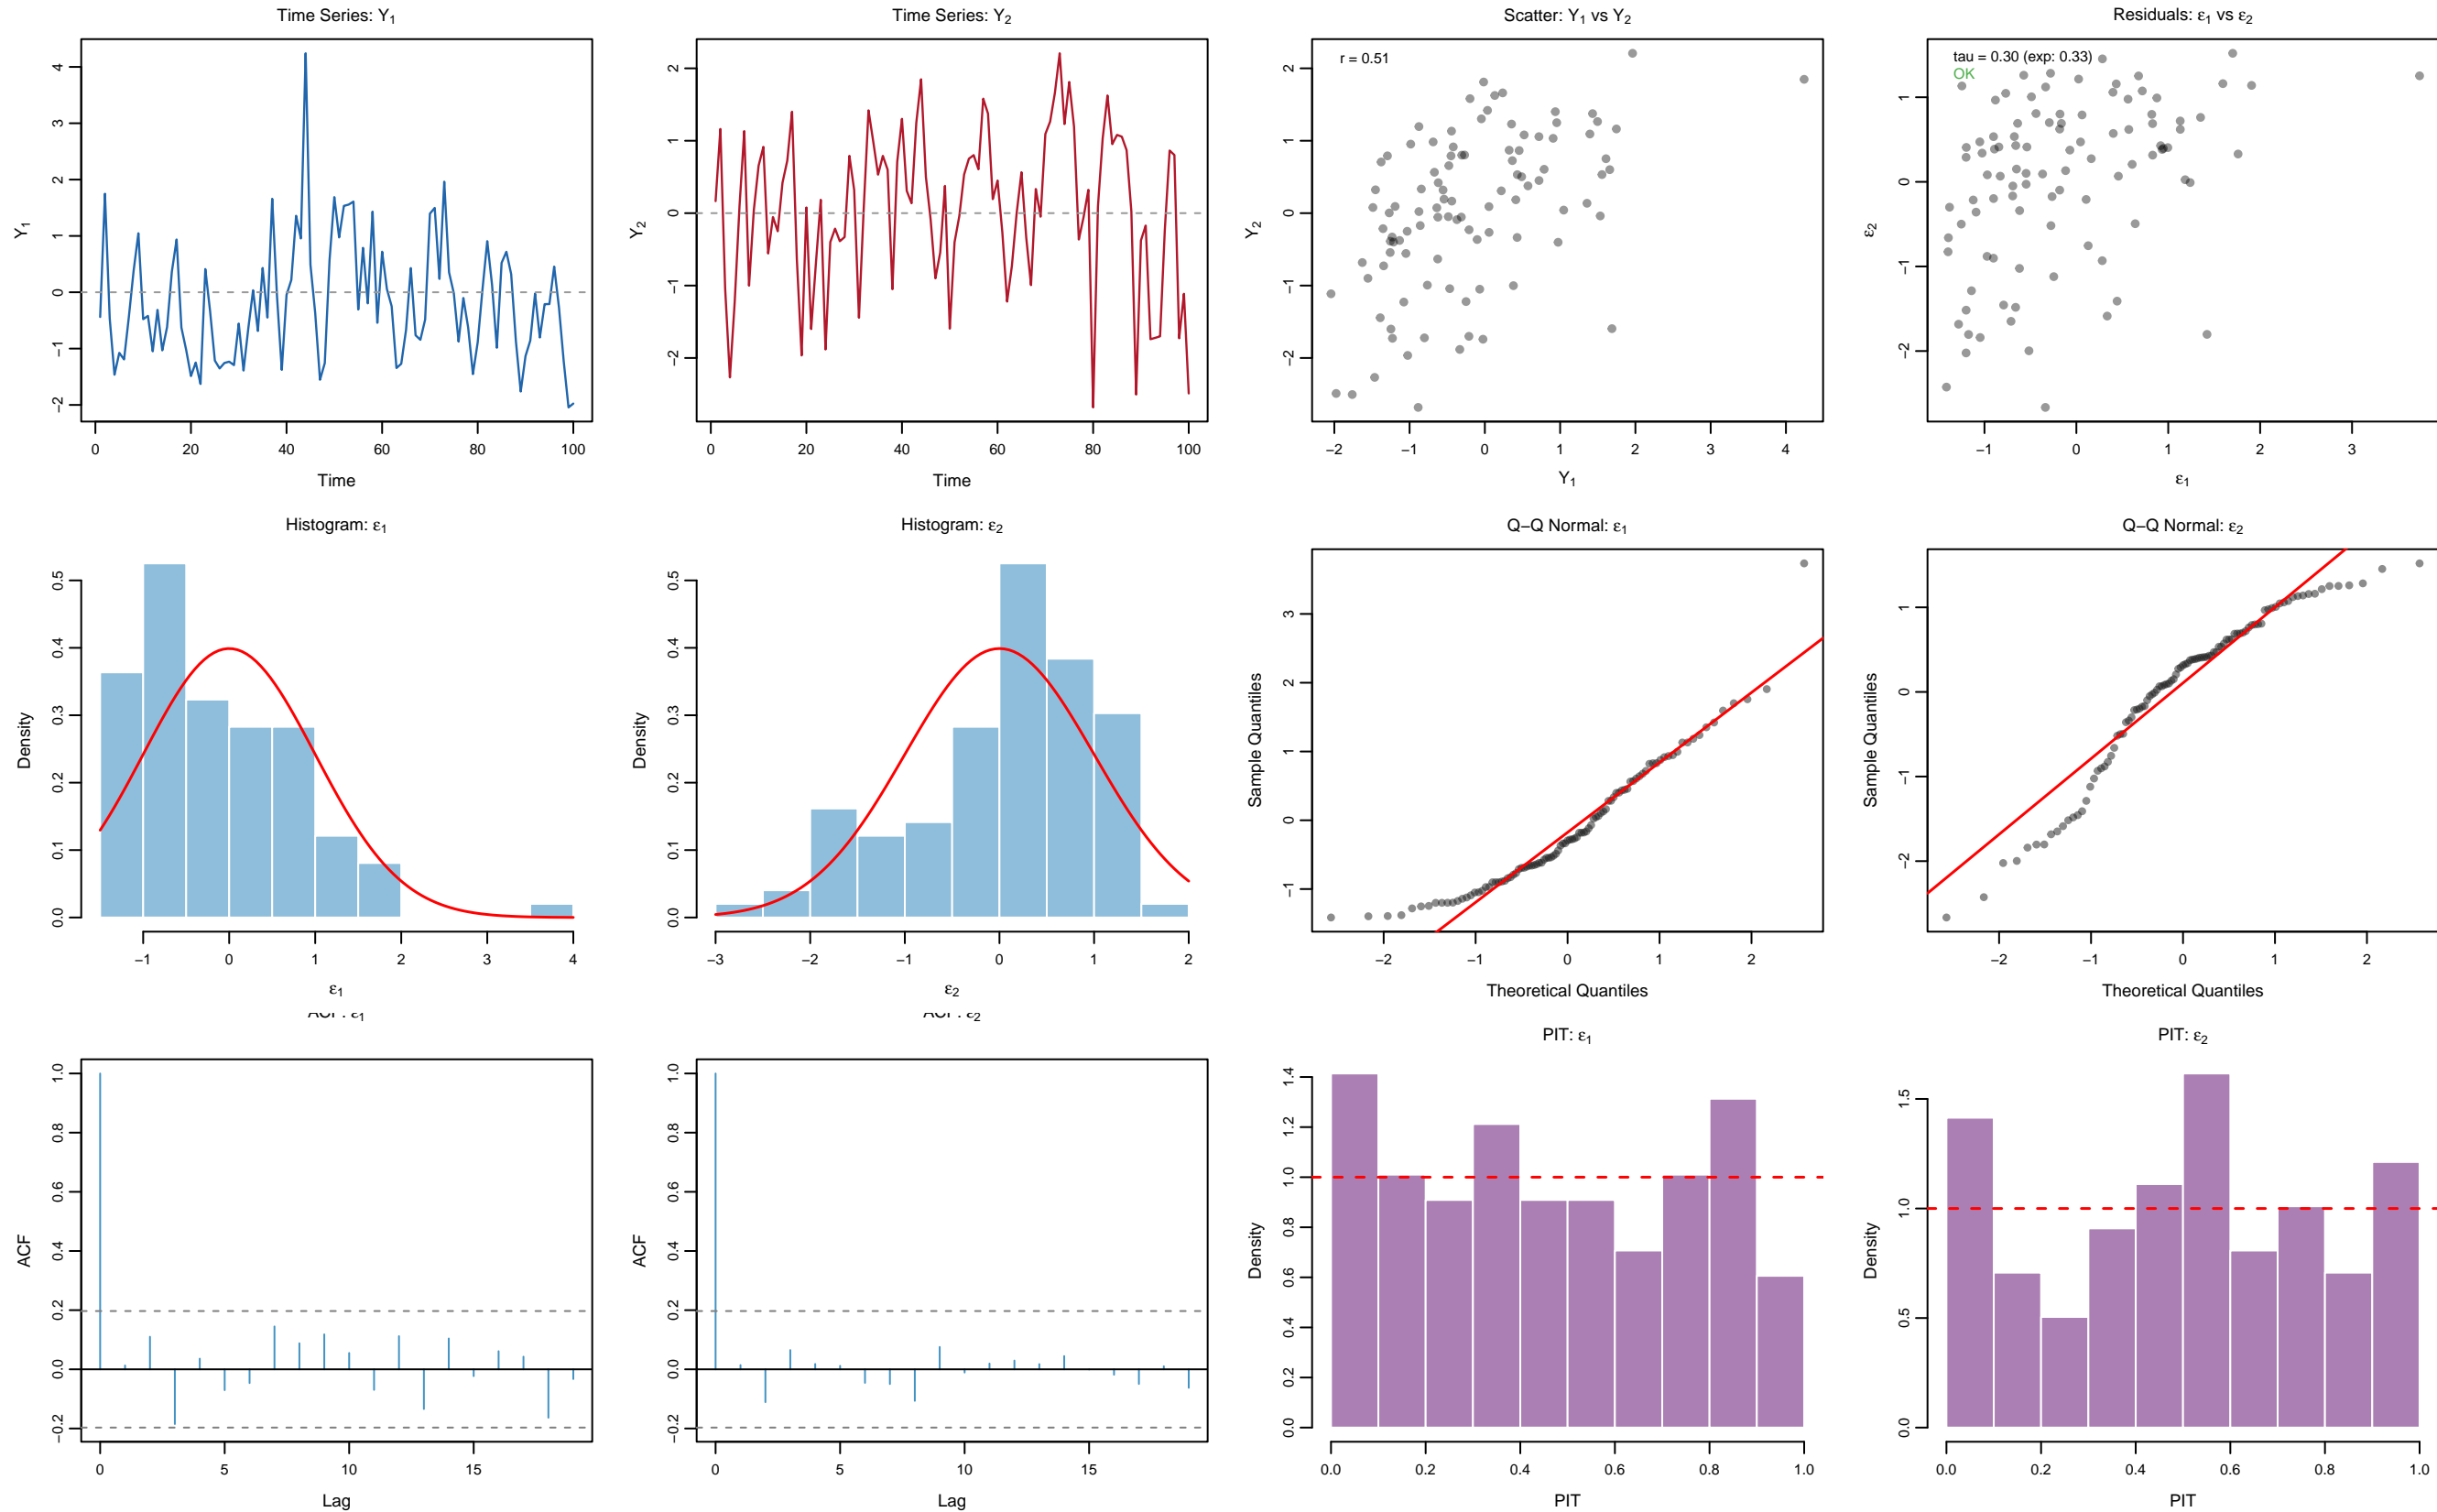 Time Series: Y1
Y1
4
3
2
1
0
−1
−2
0 20 40 60 80 100
Time
Time Series: Y2
Y2
2
1
0
−1
−2
0 20 40 60 80 100
Time
Scatter: Y1 vs Y2
r = 0.51
Y2
2
1
0
−1
−2
−2 −1 0 1 2 3 4
Y1
Residuals: ε1 vs ε2
tau = 0.30 (exp: 0.33)
OK
ε2
1
0
−1
−2
−1 0 1 2 3
ε1
Histogram: ε1
Density
0.5
0.4
0.3
0.2
0.1
0.0
−1 0 1 2 3 4
ε1
Histogram: ε2
Density
0.5
0.4
0.3
0.2
0.1
0.0
−3 −2 −1 0 1 2
ε2
Q−Q Normal: ε1
Sample Quantiles
3
2
1
0
−1
−2 −1 0 1 2
Theoretical Quantiles
Q−Q Normal: ε2
Sample Quantiles
1
0
−1
−2
−2 −1 0 1 2
Theoretical Quantiles
ACF: ε1
ACF
1.0
0.8
0.6
0.4
0.2
0.0
−0.2
0 5 10 15
Lag
ACF: ε2
ACF
1.0
0.8
0.6
0.4
0.2
0.0
−0.2
0 5 10 15
Lag
PIT: ε1
Density
1.4
1.2
1.0
0.8
0.6
0.4
0.2
0.0
0.0 0.2 0.4 0.6 0.8 1.0
PIT
PIT: ε2
Density
1.5
1.0
0.5
0.0
0.0 0.2 0.4 0.6 0.8 1.0
PIT